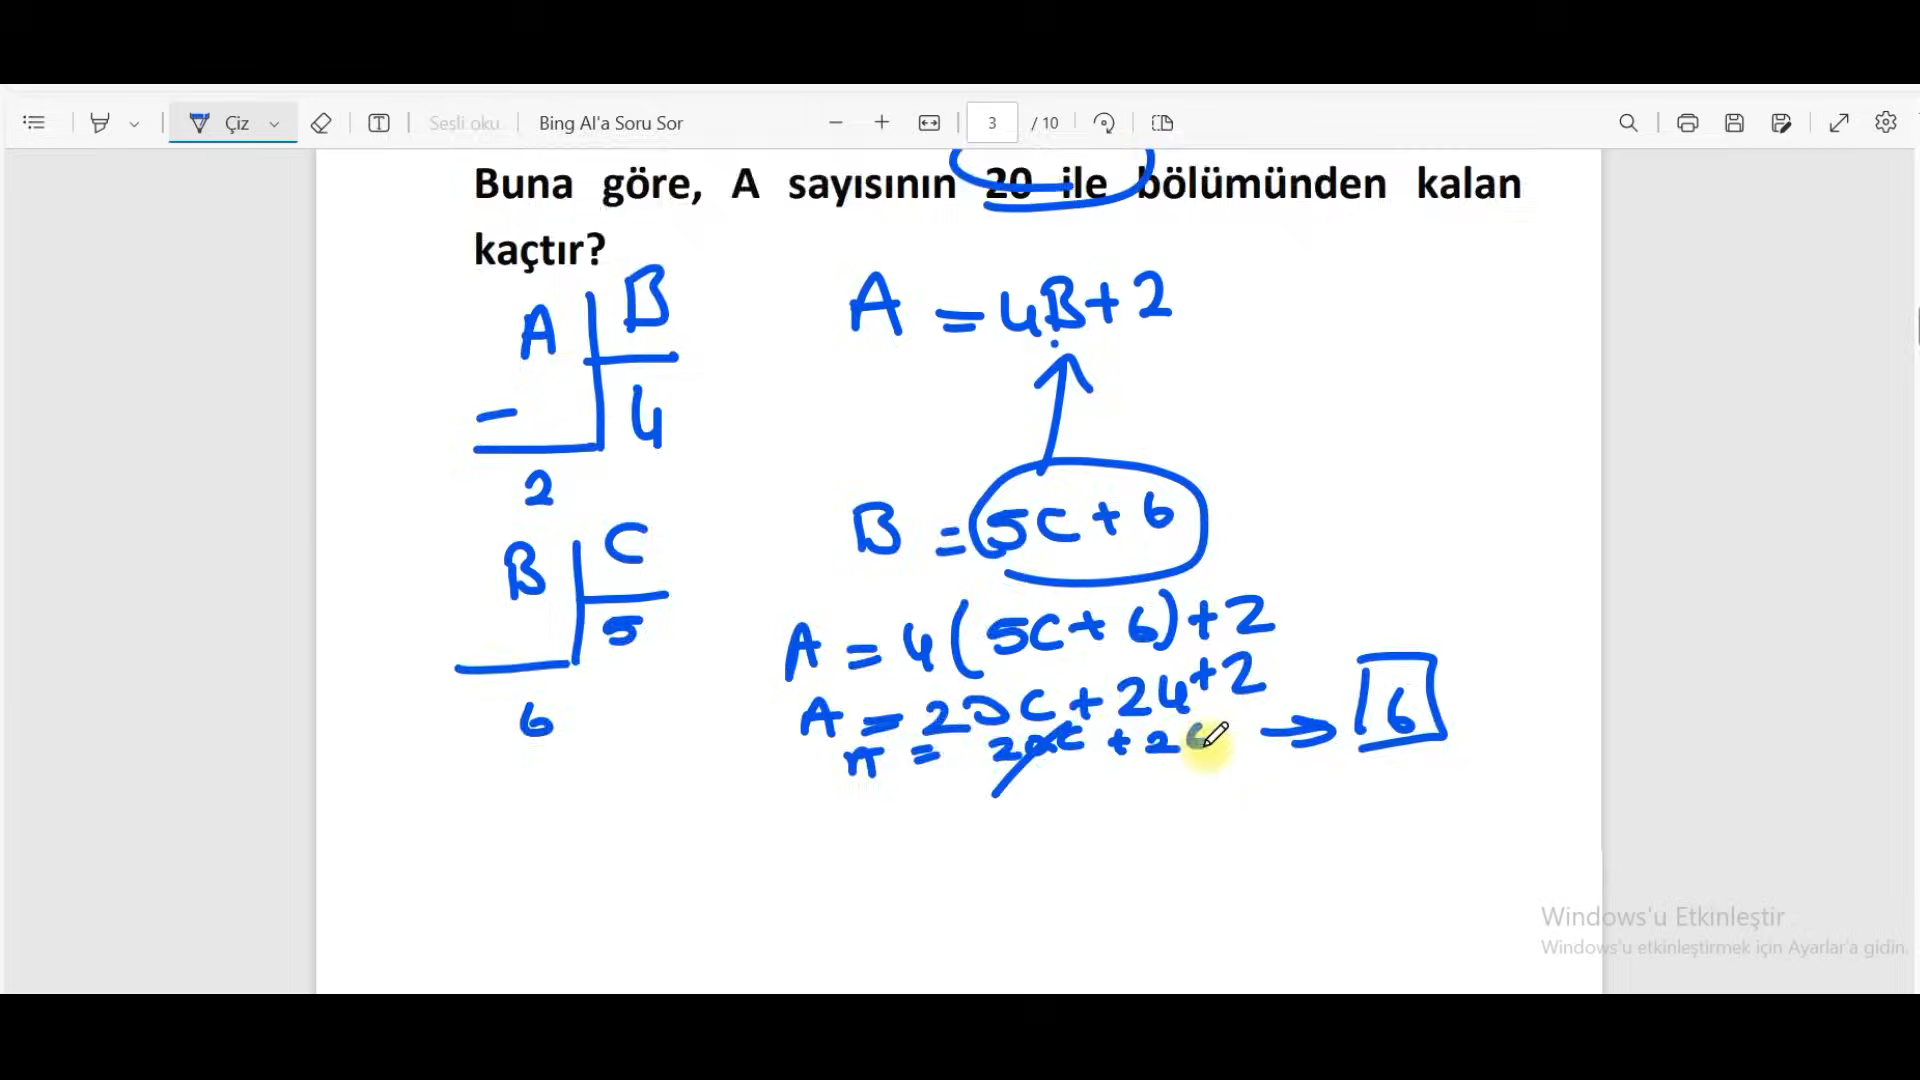 Çiz
Sesli oku
Bing AI'a Soru Sor
3 / 10
Buna göre, A sayısının 20 ile bölümünden kalan
kaçtır?
A B
4
2
A = 4B + 2
B C
5
6
B = 5C + 6
A = 4(5C + 6) + 2
A = 20C + 24 + 2
= 20C + 26 → 6
Windows'u Etkinleştir
Windows'u etkinleştirmek için Ayarlar'a gidin.